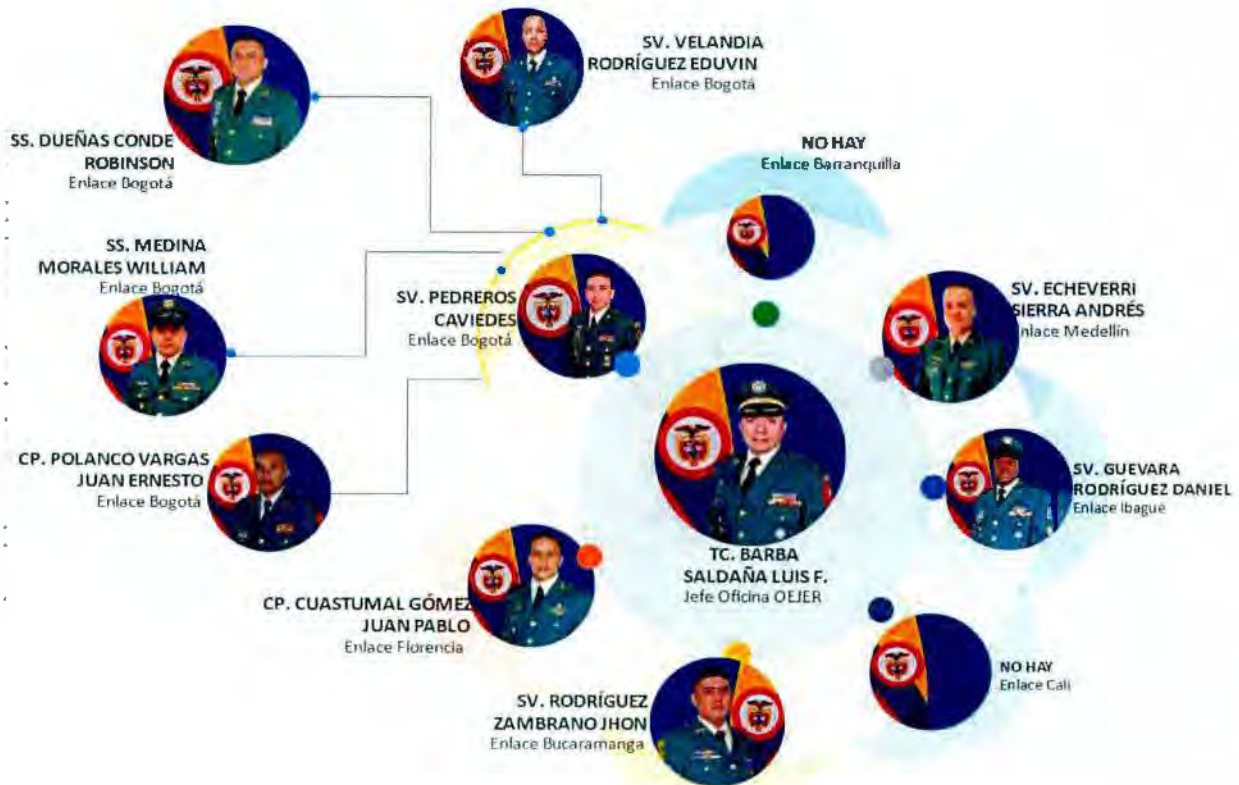 SV. VELANDIA
RODRÍGUEZ EDUVIN
Enlace Bogotá
SS. DUEÑAS CONDE
ROBINSON
Enlace Bogotá
NO HAY
Enlace Barranquilla
SS. MEDINA
MORALES WILLIAM
Enlace Bogotá
SV. PEDREROS
CAVIEDES
Enlace Bogotá
SV. ECHEVERRI
SIERRA ANDRÉS
Enlace Medellín
CP. POLANCO VARGAS
JUAN ERNESTO
Enlace Bogotá
SV. GUEVARA
RODRÍGUEZ DANIEL
Enlace Ibagué
TC. BARBA
SALDAÑA LUIS F.
Jefe Oficina OEJER
CP. CUASTUMAL GÓMEZ
JUAN PABLO
Enlace Florencia
NO HAY
Enlace Cali
SV. RODRÍGUEZ
ZAMBRANO JHON
Enlace Bucaramanga